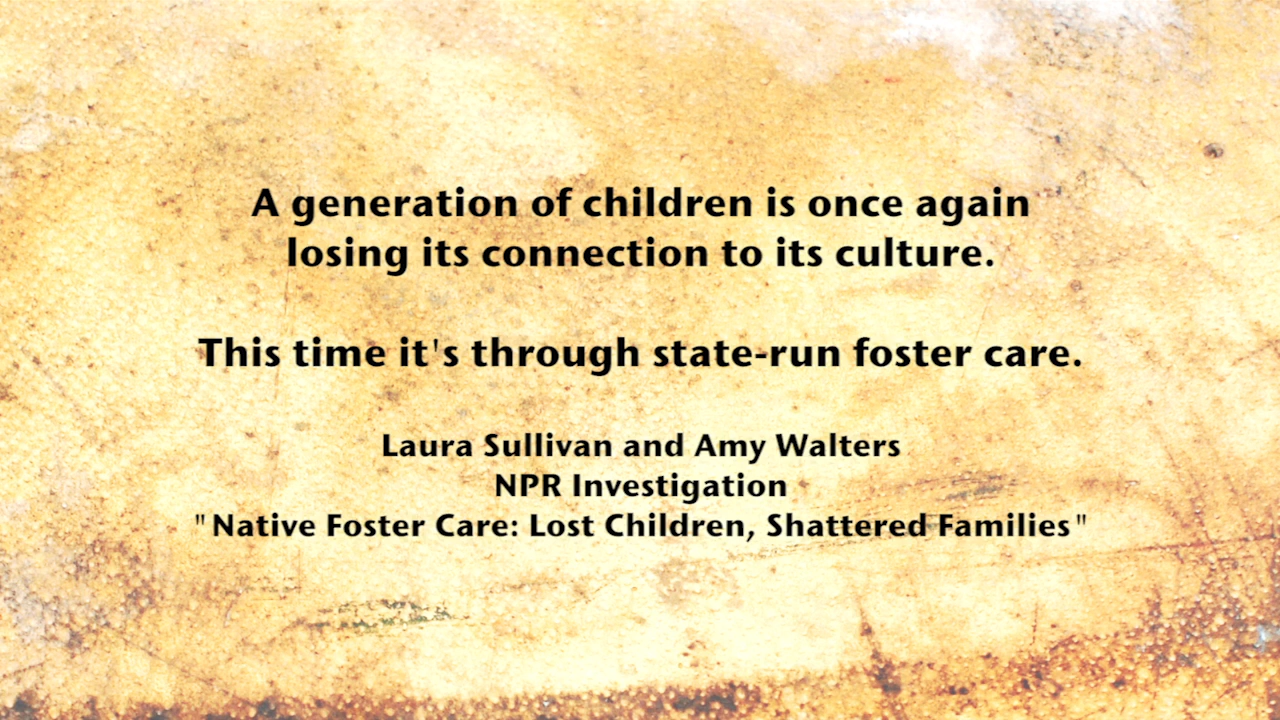 A generation of children is once again
losing its connection to its culture.
This time it's through state-run foster care.
Laura Sullivan and Amy Walters
NPR Investigation
"Native Foster Care: Lost Children, Shattered Families"